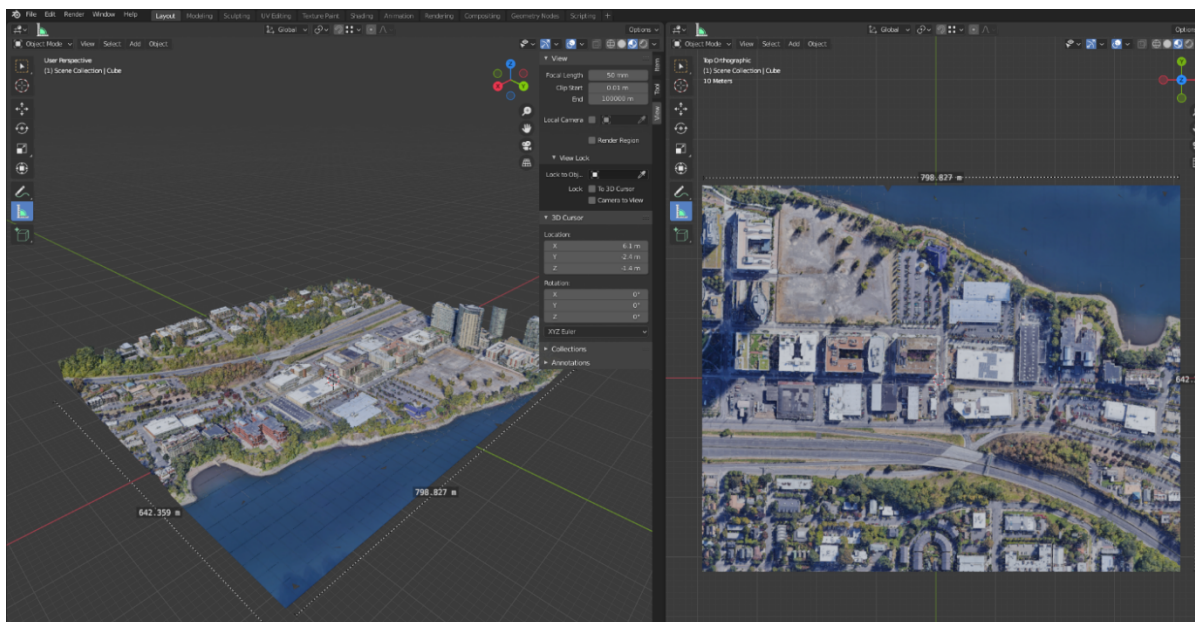 File Edit Render Window Help Layout Modeling Sculpting UV Editing Texture Paint Shading Animation Rendering Compositing Geometry Nodes Scripting +
Global
Options
Object Mode View Select Add Object
User Perspective
(1) Scene Collection | Cube
View
Focal Length 50 mm
Clip Start 0.01 m
End 100000 m
Local Camera
Render Region
View Lock
Lock to Obj...
Lock To 3D Cursor
Camera to View
3D Cursor
Location:
X 6.1 m
Y -2.4 m
Z -1.6 m
Rotation:
X 0°
Y 0°
Z 0°
XYZ Euler
Collections
Annotations
Item
Tool
View
X
Y
Z
798.827 m
642.359 m
Global
Option
Object Mode View Select Add Object
Top Orthographic
(1) Scene Collection | Cube
10 Meters
Y
Z
798.827 m
642.